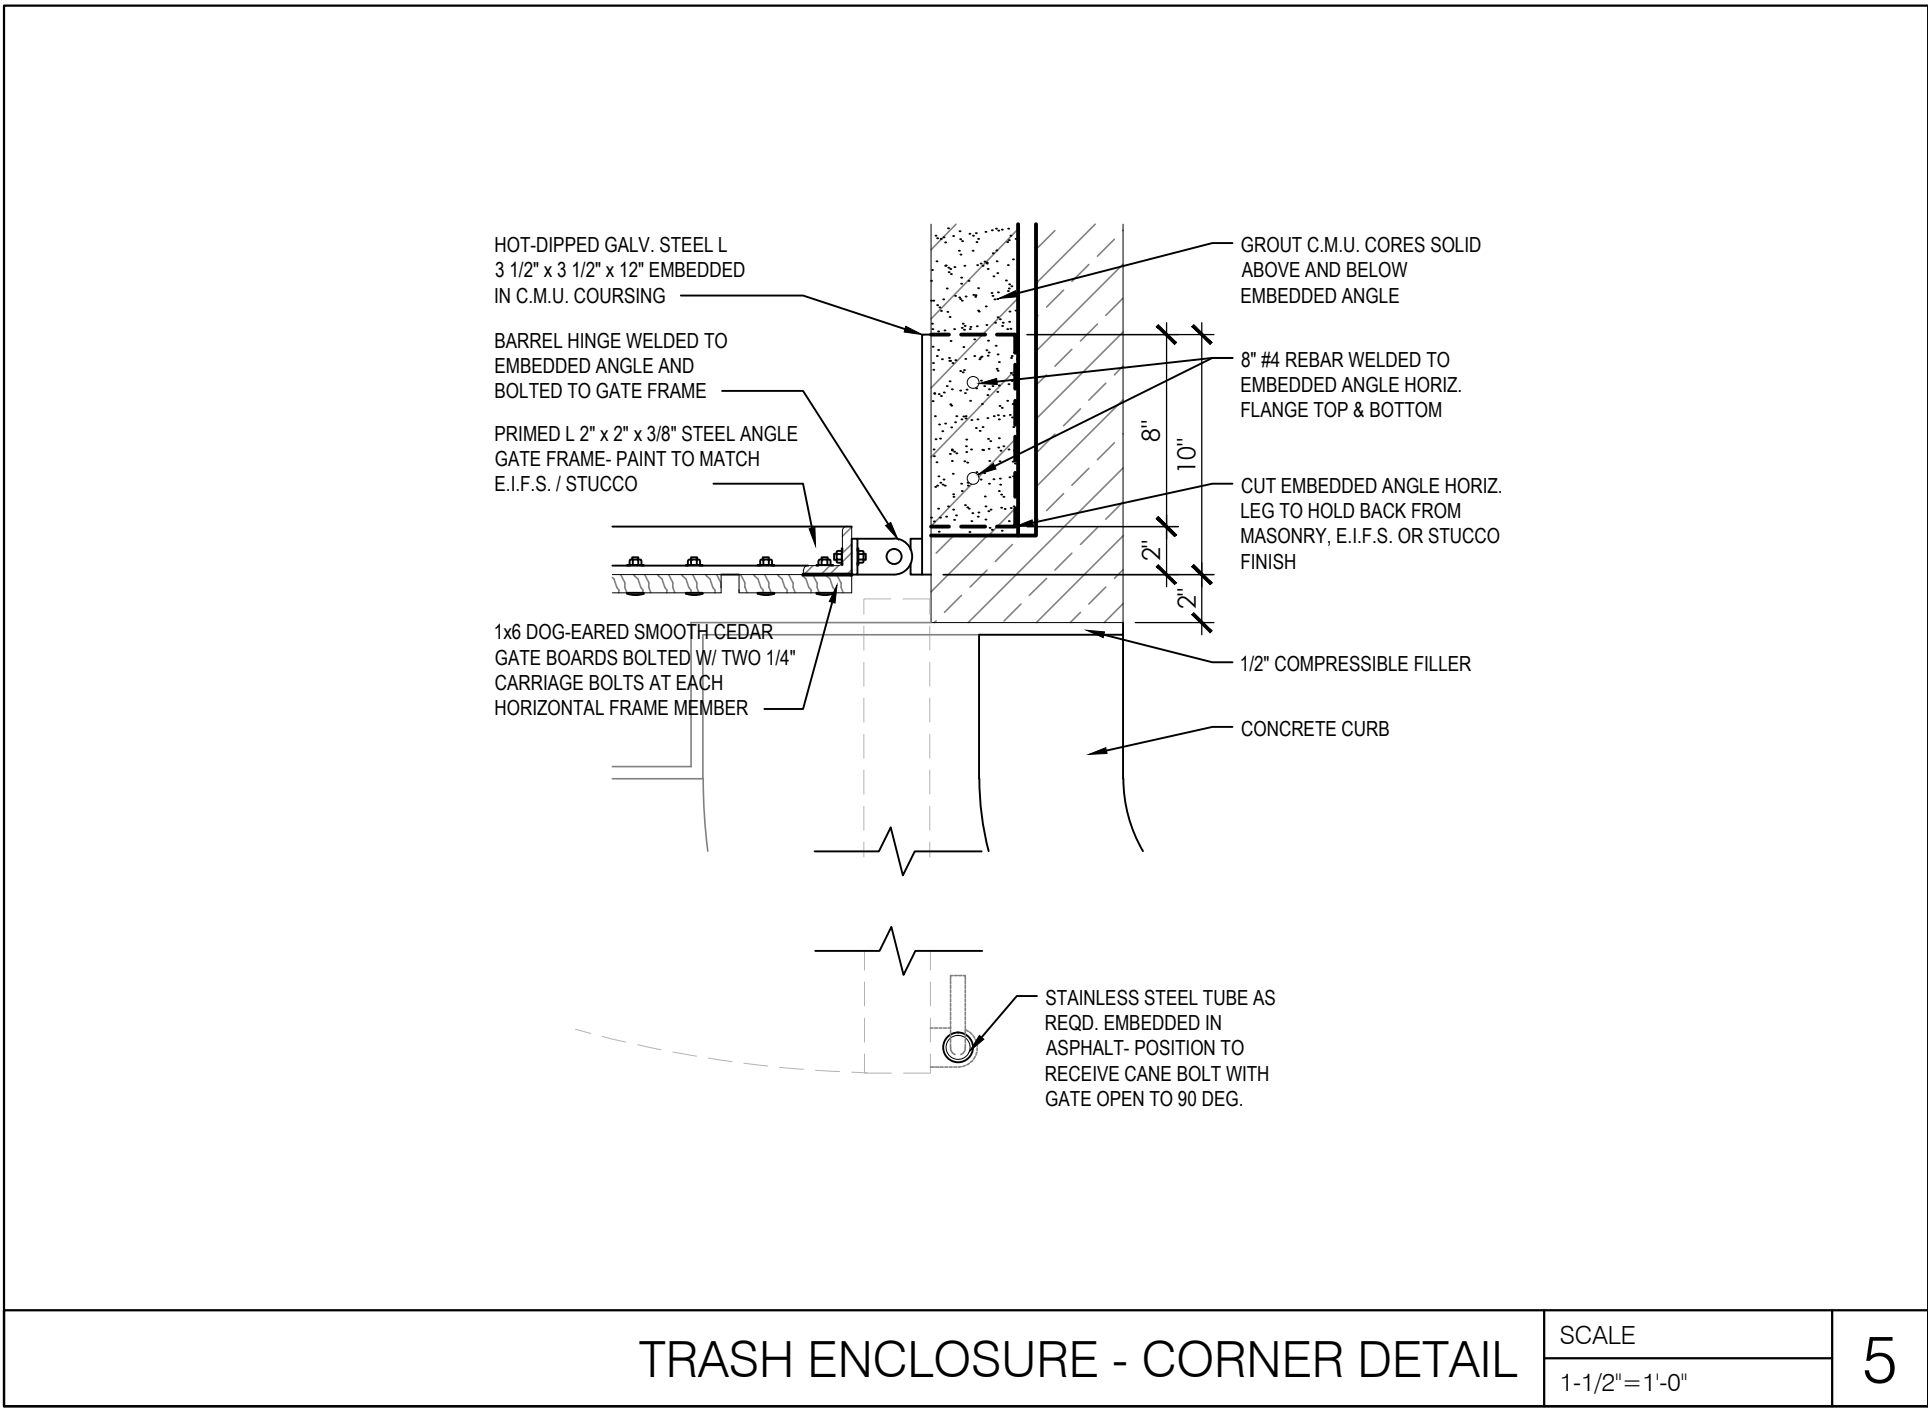 HOT-DIPPED GALV. STEEL L
3 1/2" x 3 1/2" x 12" EMBEDDED
IN C.M.U. COURSING
BARREL HINGE WELDED TO
EMBEDDED ANGLE AND
BOLTED TO GATE FRAME
PRIMED L 2" x 2" x 3/8" STEEL ANGLE
GATE FRAME- PAINT TO MATCH
E.I.F.S. / STUCCO
1x6 DOG-EARED SMOOTH CEDAR
GATE BOARDS BOLTED W/ TWO 1/4"
CARRIAGE BOLTS AT EACH
HORIZONTAL FRAME MEMBER
GROUT C.M.U. CORES SOLID
ABOVE AND BELOW
EMBEDDED ANGLE
8" #4 REBAR WELDED TO
EMBEDDED ANGLE HORIZ.
FLANGE TOP & BOTTOM
8"
10"
CUT EMBEDDED ANGLE HORIZ.
LEG TO HOLD BACK FROM
MASONRY, E.I.F.S. OR STUCCO
FINISH
2"
2"
1/2" COMPRESSIBLE FILLER
CONCRETE CURB
STAINLESS STEEL TUBE AS
REQD. EMBEDDED IN
ASPHALT- POSITION TO
RECEIVE CANE BOLT WITH
GATE OPEN TO 90 DEG.
TRASH ENCLOSURE - CORNER DETAIL
SCALE
1-1/2"=1'-0"
5